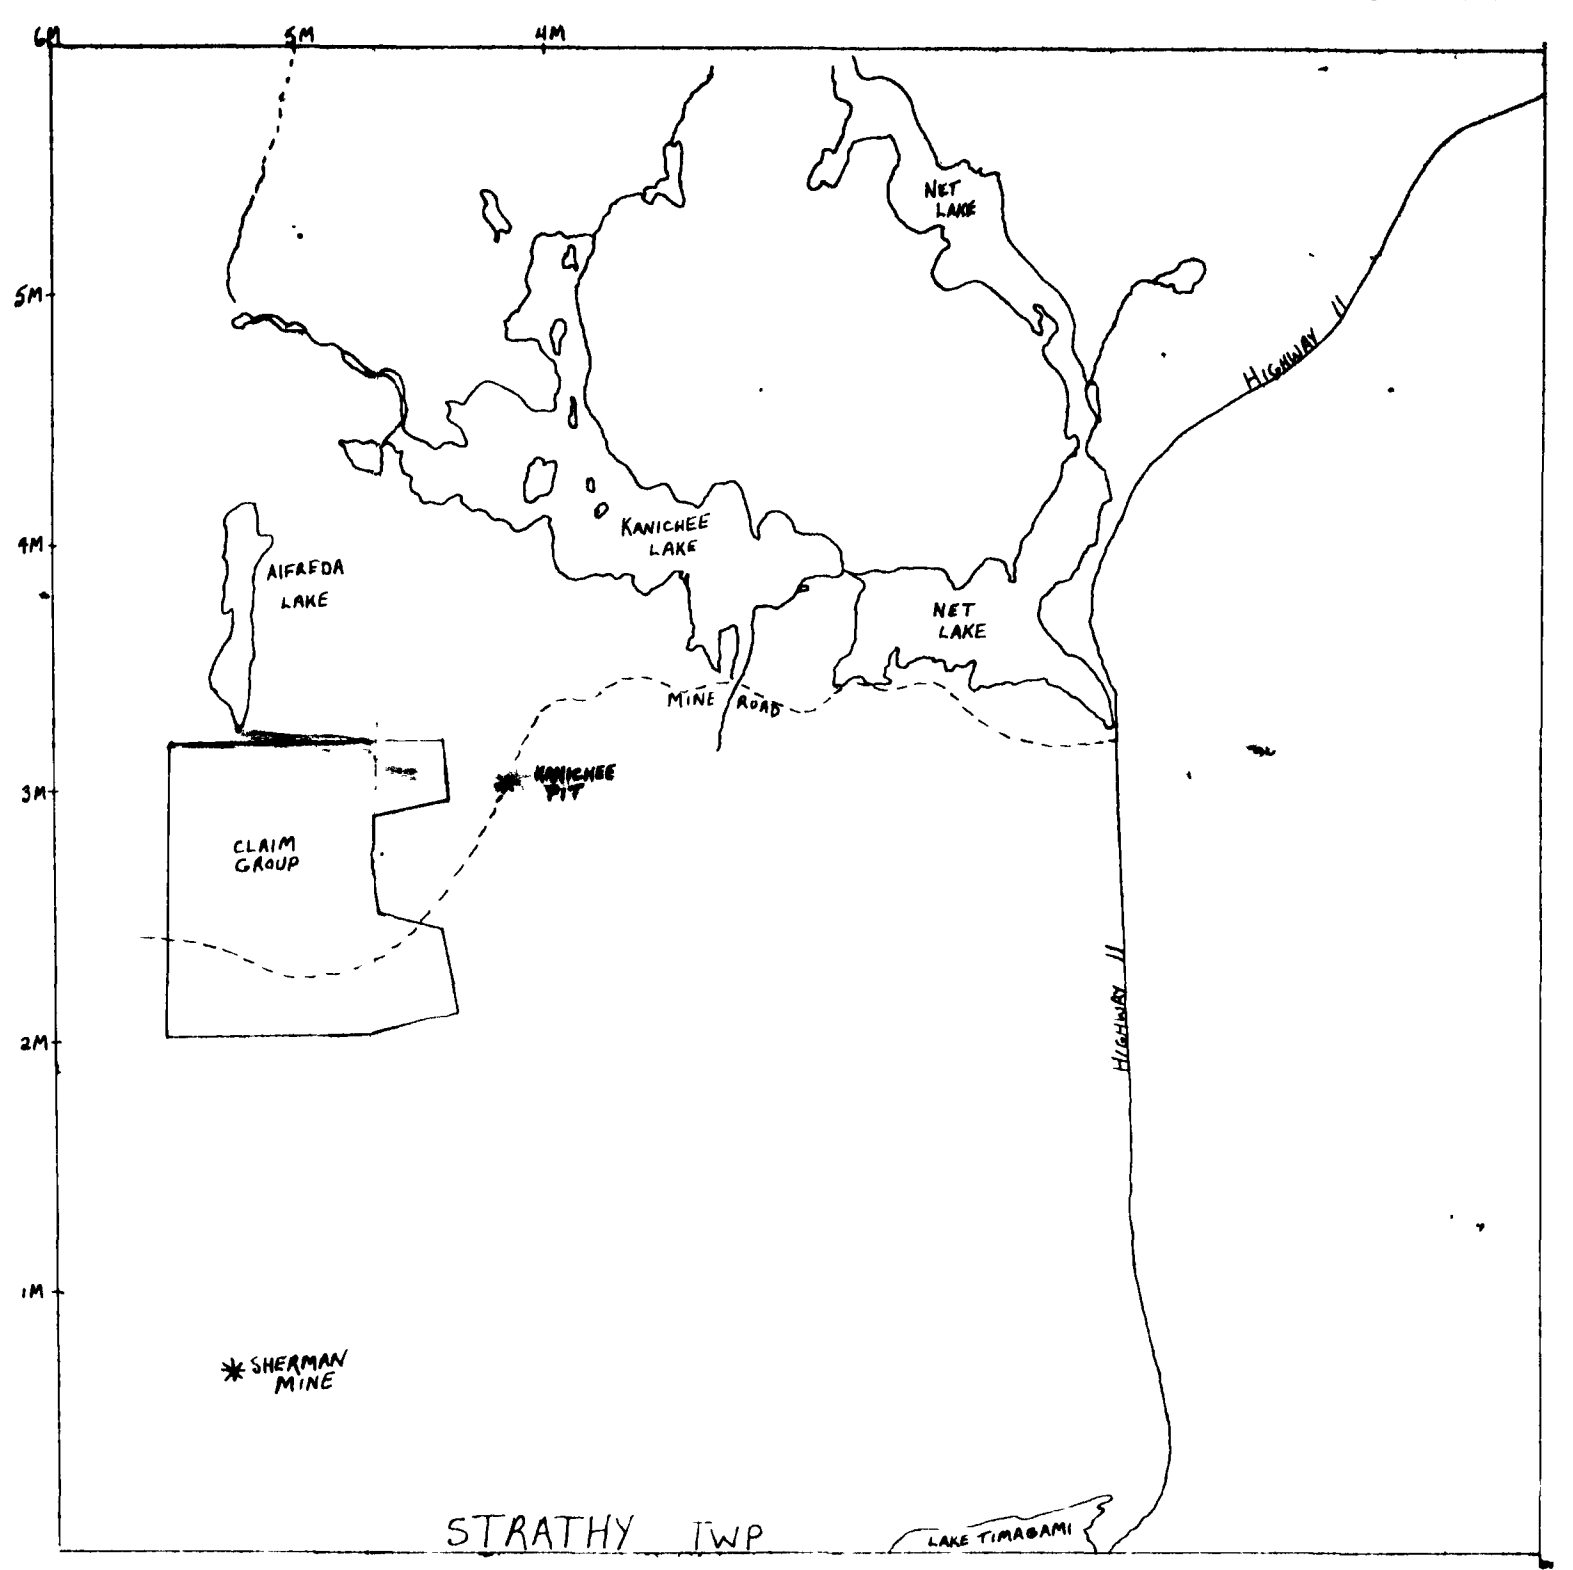 6M
5M
4M
NET
LAKE
5M
HIGHWAY 11
KANICHEE
LAKE
4M
ALFREDA
LAKE
NET
LAKE
MINE ROAD
KANICHEE
PIT
3M
CLAIM
GROUP
HIGHWAY 11
2M
1M
SHERMAN
MINE
STRATHY TWP
LAKE TIMAGAMI